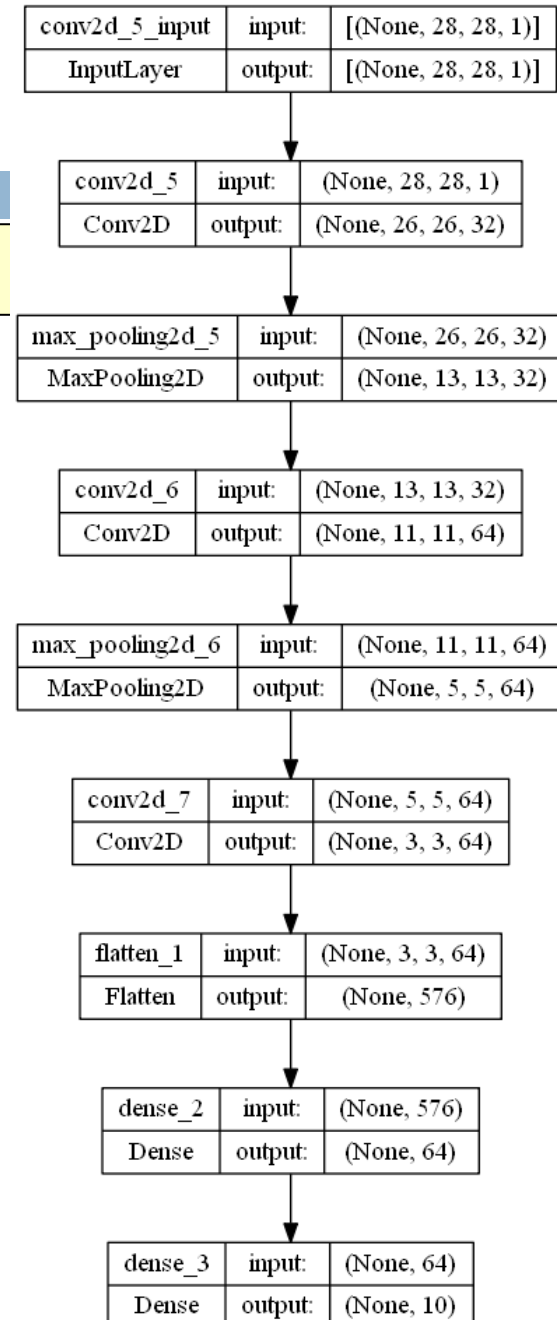 conv2d_5_input input: [(None, 28, 28, 1)]
InputLayer output: [(None, 28, 28, 1)]
conv2d_5 input: (None, 28, 28, 1)
Conv2D output: (None, 26, 26, 32)
max_pooling2d_5 input: (None, 26, 26, 32)
MaxPooling2D output: (None, 13, 13, 32)
conv2d_6 input: (None, 13, 13, 32)
Conv2D output: (None, 11, 11, 64)
max_pooling2d_6 input: (None, 11, 11, 64)
MaxPooling2D output: (None, 5, 5, 64)
conv2d_7 input: (None, 5, 5, 64)
Conv2D output: (None, 3, 3, 64)
flatten_1 input: (None, 3, 3, 64)
Flatten output: (None, 576)
dense_2 input: (None, 576)
Dense output: (None, 64)
dense_3 input: (None, 64)
Dense output: (None, 10)